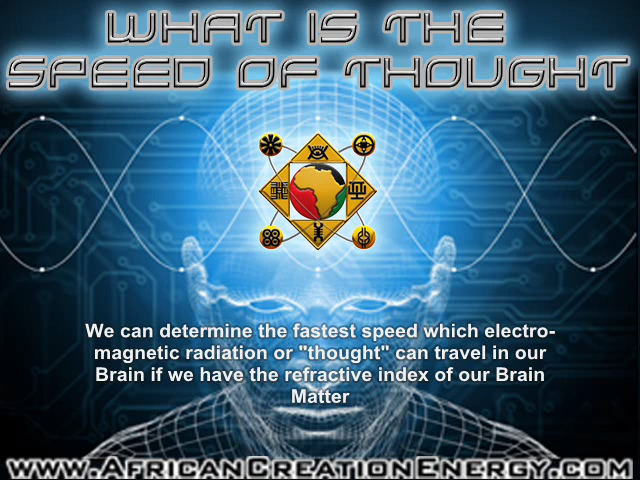 WHAT IS THE
SPEED OF THOUGHT
We can determine the fastest speed which electro-
magnetic radiation or "thought" can travel in our
Brain if we have the refractive index of our Brain
Matter
www.AfricanCreationEnergy.com